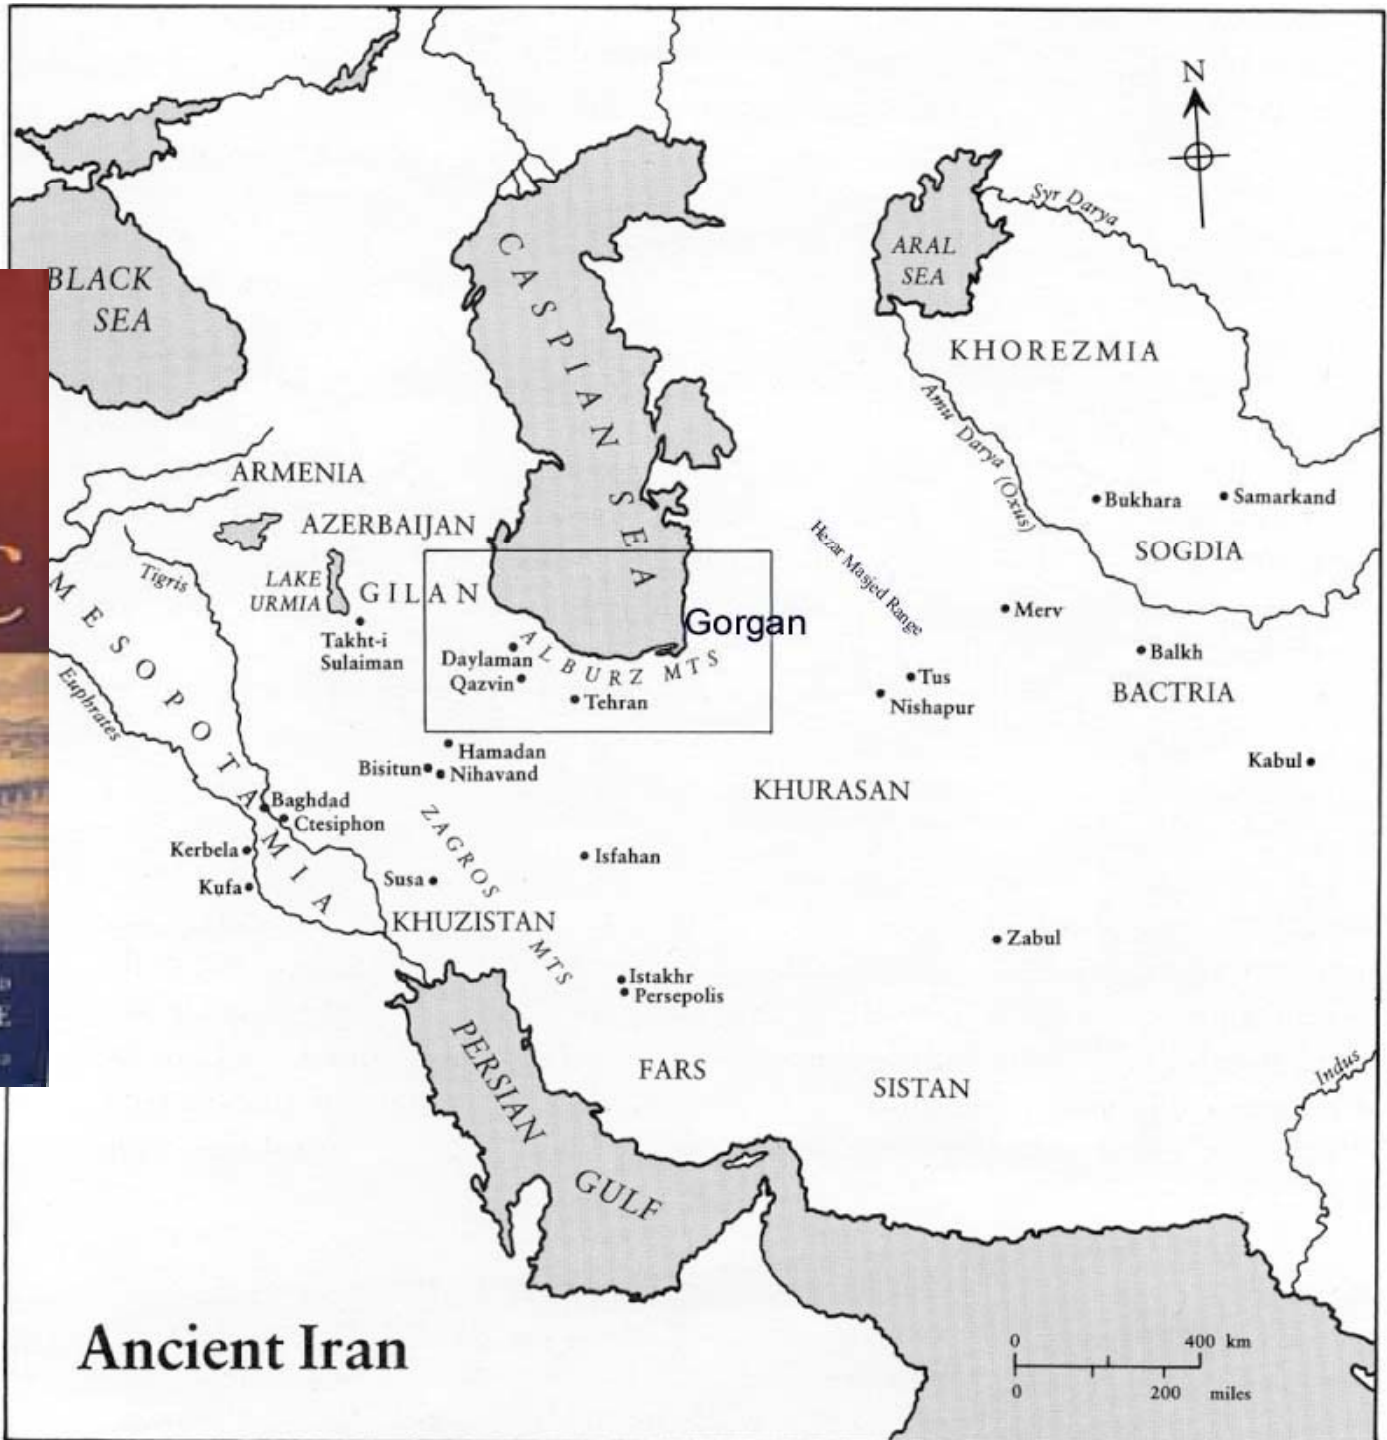 N
Syr Darya
CASPIAN SEA
ARAL
SEA
BLACK
SEA
KHOREZMIA
Amu Darya (Oxus)
ARMENIA
Bukhara
Samarkand
AZERBAIJAN
Hezar Masjed Range
SOGDIA
Tigris
LAKE
URMIA
GILAN
MESOPOTAMIA
Merv
Gorgan
Takht-i
Sulaiman
Daylaman
ALBURZ MTS
Balkh
Qazvin
Tus
BACTRIA
Euphrates
Tehran
Nishapur
Hamadan
Bisitun
Nihavand
Kabul
KHURASAN
Baghdad
Ctesiphon
ZAGROS MTS
Kerbela
Isfahan
Susa
Kufa
KHUZISTAN
Zabul
Istakhr
Persepolis
PERSIAN GULF
FARS
SISTAN
Indus
Ancient Iran
0 400 km
0 200 miles